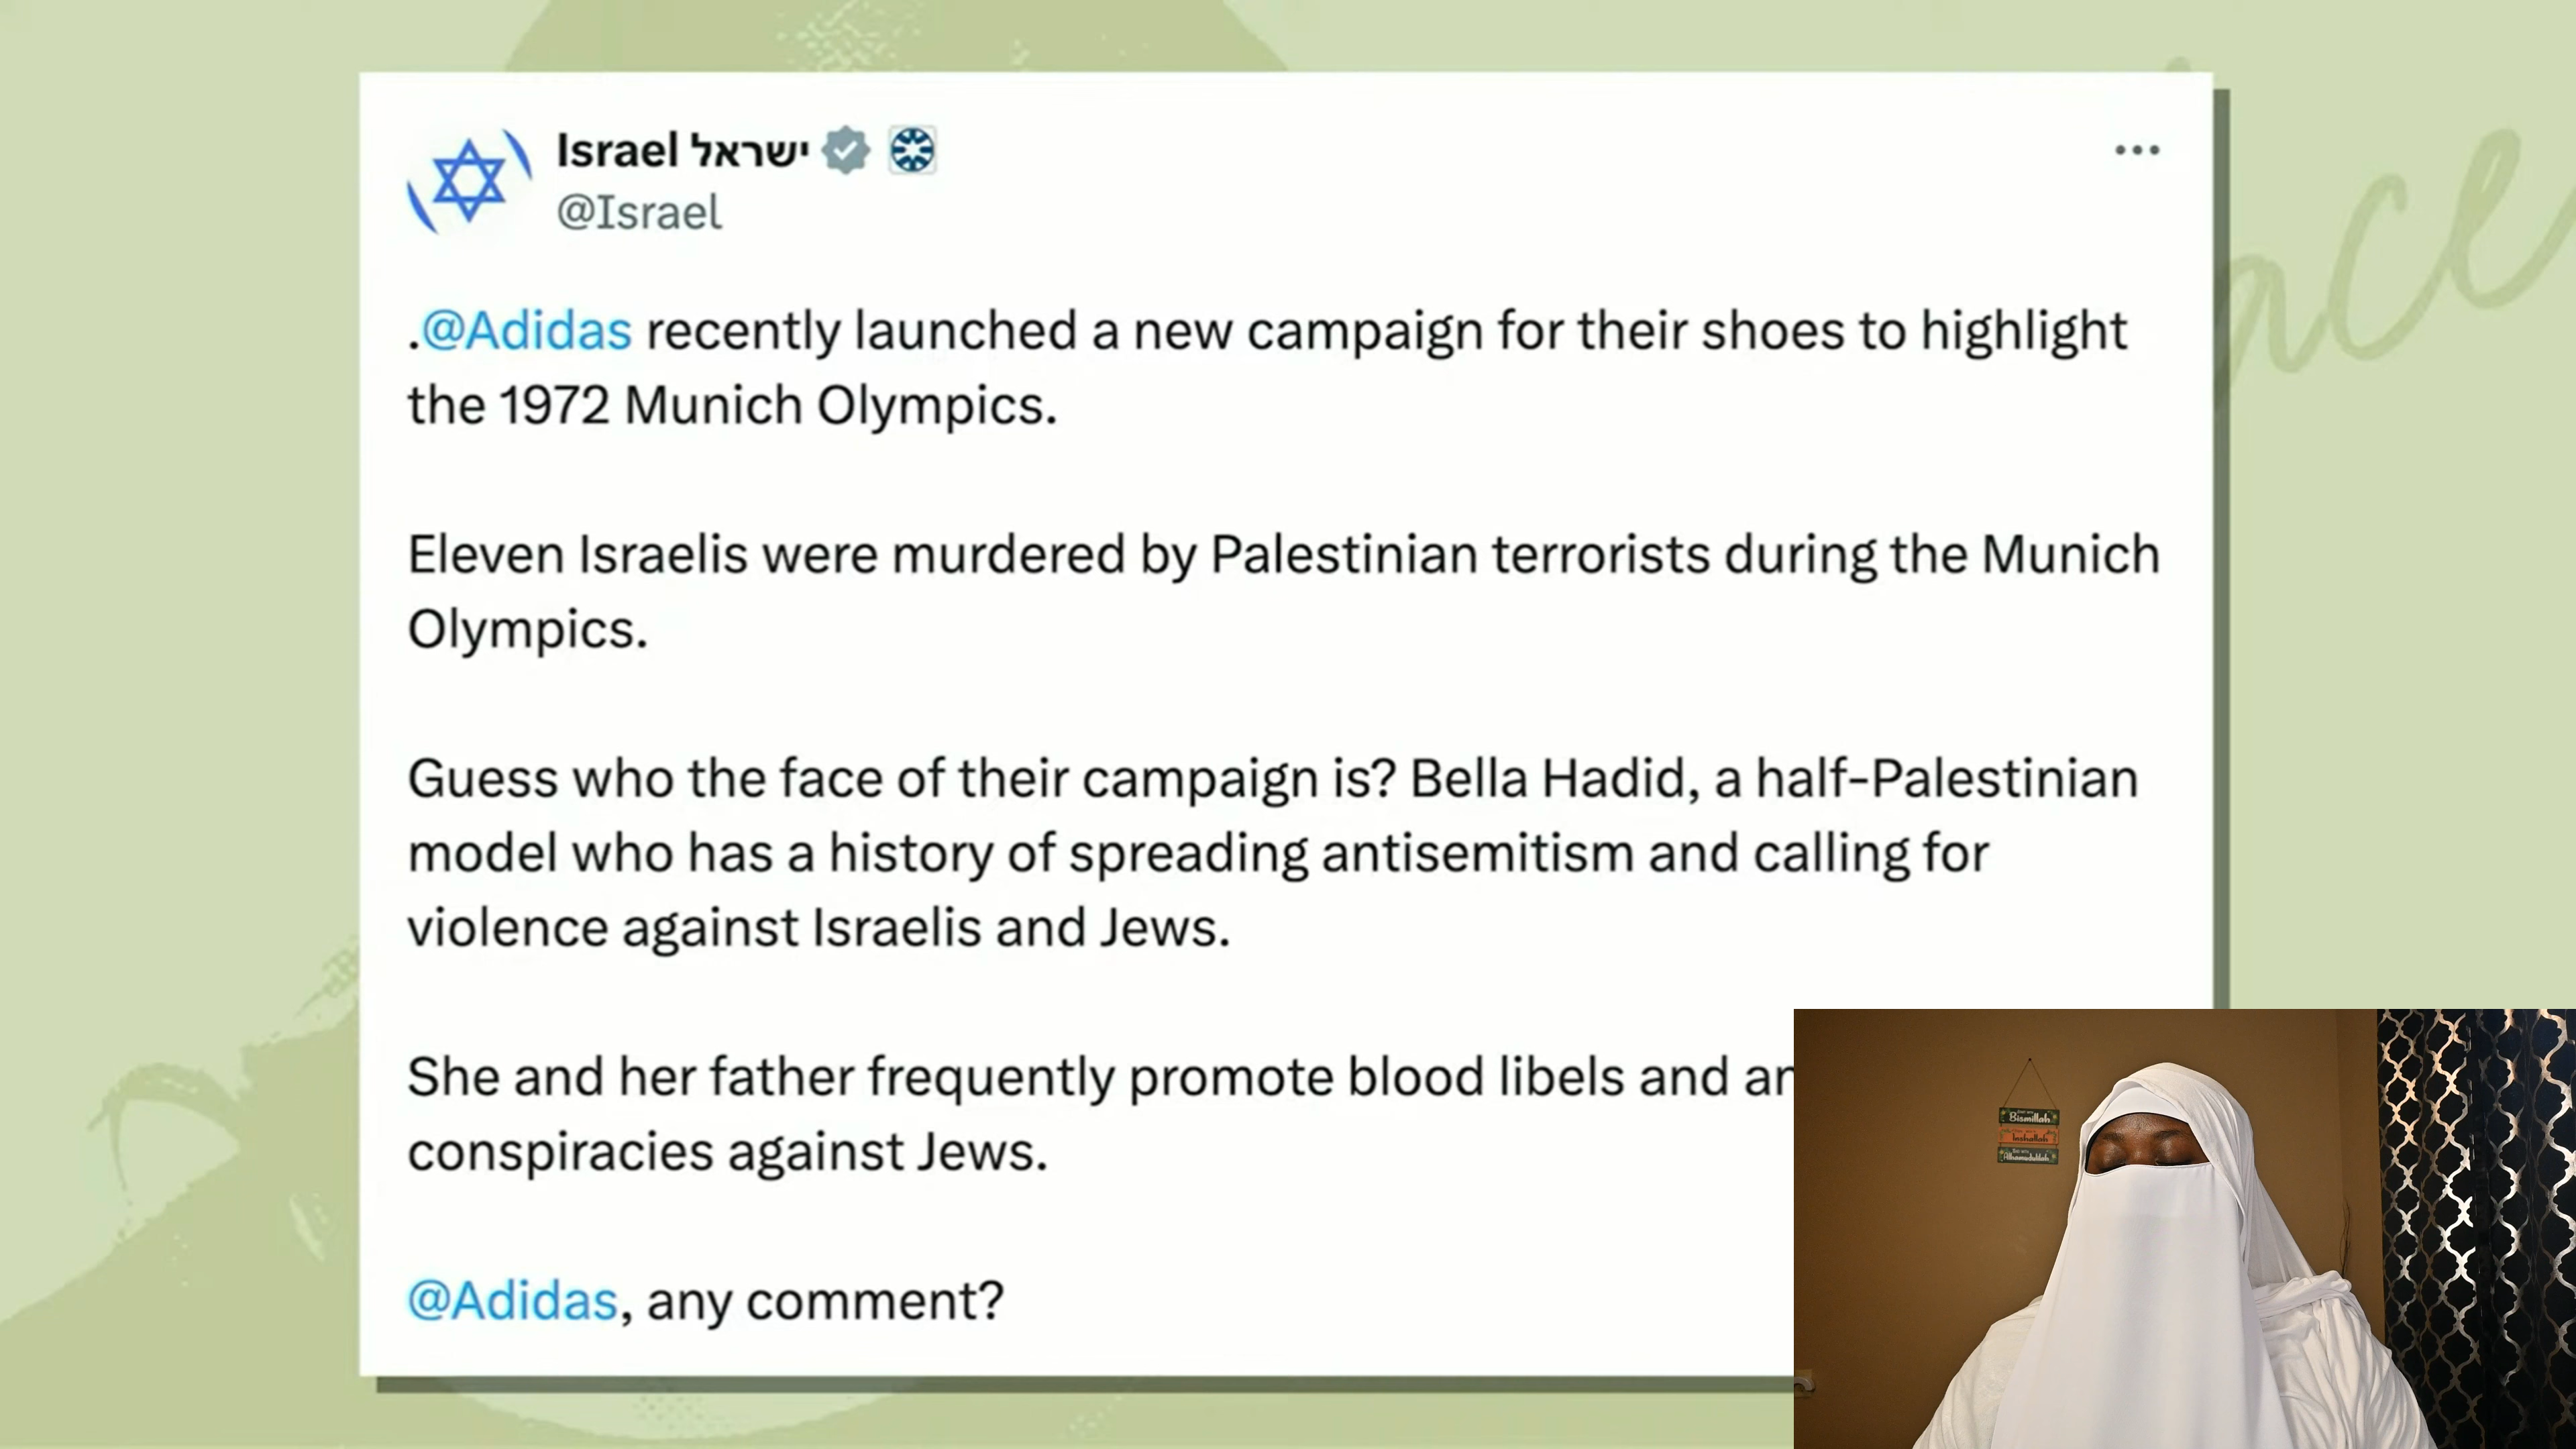 Israel ישראל
@Israel
.@Adidas recently launched a new campaign for their shoes to highlight
the 1972 Munich Olympics.
Eleven Israelis were murdered by Palestinian terrorists during the Munich
Olympics.
Guess who the face of their campaign is? Bella Hadid, a half-Palestinian
model who has a history of spreading antisemitism and calling for
violence against Israelis and Jews.
She and her father frequently promote blood libels and
conspiracies against Jews.
@Adidas, any comment?
Bismillah
Inshallah
Alhamdulillah